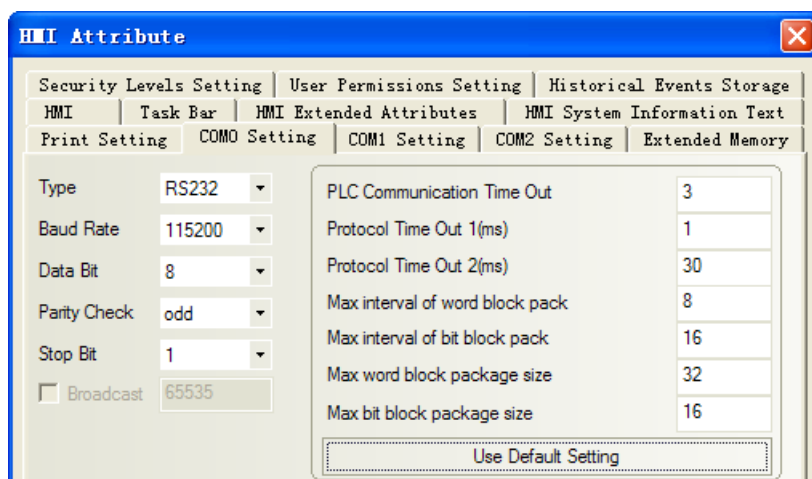 HMI Attribute
Security Levels Setting User Permissions Setting Historical Events Storage
HMI Task Bar HMI Extended Attributes HMI System Information Text
Print Setting COM0 Setting COM1 Setting COM2 Setting Extended Memory
Type RS232
Baud Rate 115200
Data Bit 8
Parity Check odd
Stop Bit 1
Broadcast 65535
PLC Communication Time Out 3
Protocol Time Out 1(ms) 1
Protocol Time Out 2(ms) 30
Max interval of word block pack 8
Max interval of bit block pack 16
Max word block package size 32
Max bit block package size 16
Use Default Setting